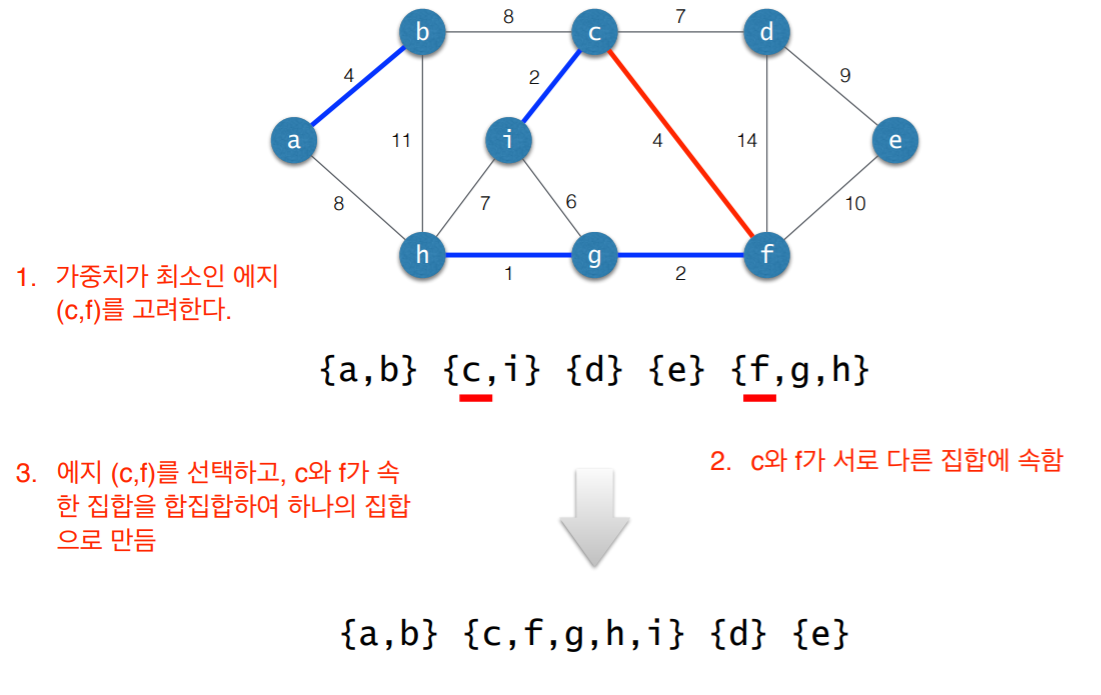 8
7
b
c
d
4
2
9
a
11
i
4
14
e
8
7
6
10
h
g
f
1
2
1. 가중치가 최소인 에지
(c,f)를 고려한다.
{a,b} {c,i} {d} {e} {f,g,h}
2. c와 f가 서로 다른 집합에 속함
3. 에지 (c,f)를 선택하고, c와 f가 속
한 집합을 합집합하여 하나의 집합
으로 만듬
{a,b} {c,f,g,h,i} {d} {e}